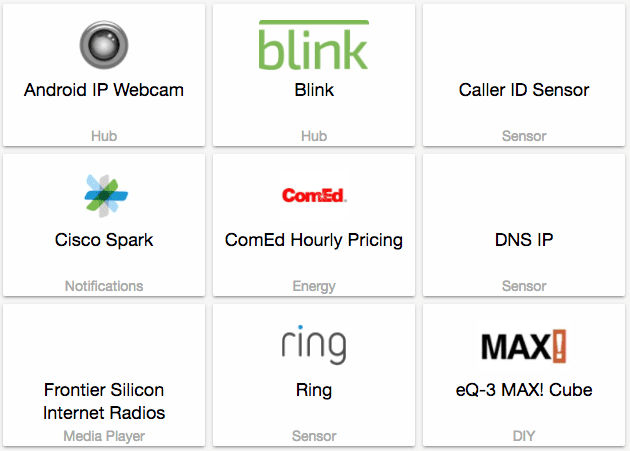 blink
Android IP Webcam
Blink
Caller ID Sensor
Hub
Hub
Sensor
ComEd
Cisco Spark
ComEd Hourly Pricing
DNS IP
Notifications
Energy
Sensor
ring
MAX!
Frontier Silicon
Internet Radios
Ring
eQ-3 MAX! Cube
Media Player
Sensor
DIY